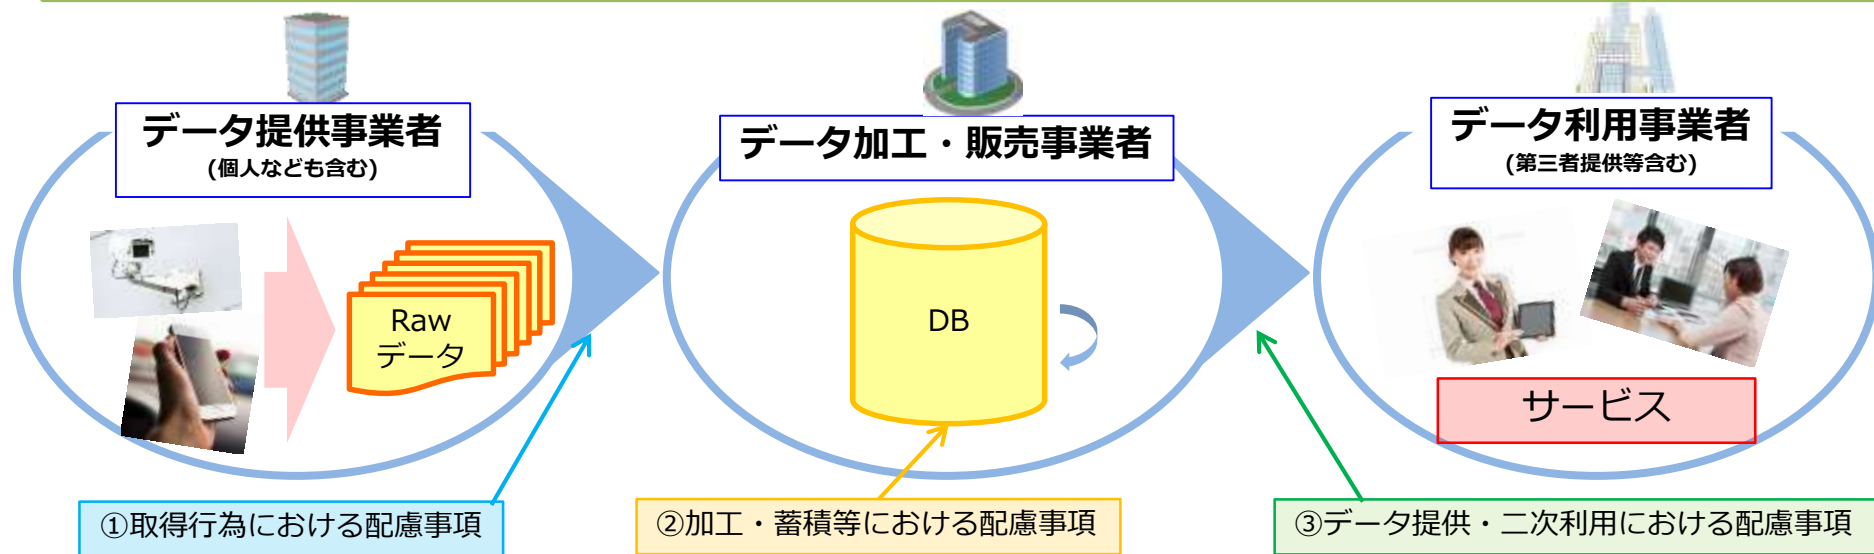 データ提供事業者
(個人なども含む)
データ加工・販売事業者
データ利用事業者
(第三者提供等含む)
Raw
データ
DB
サービス
①取得行為における配慮事項
②加工・蓄積等における配慮事項
③データ提供・二次利用における配慮事項